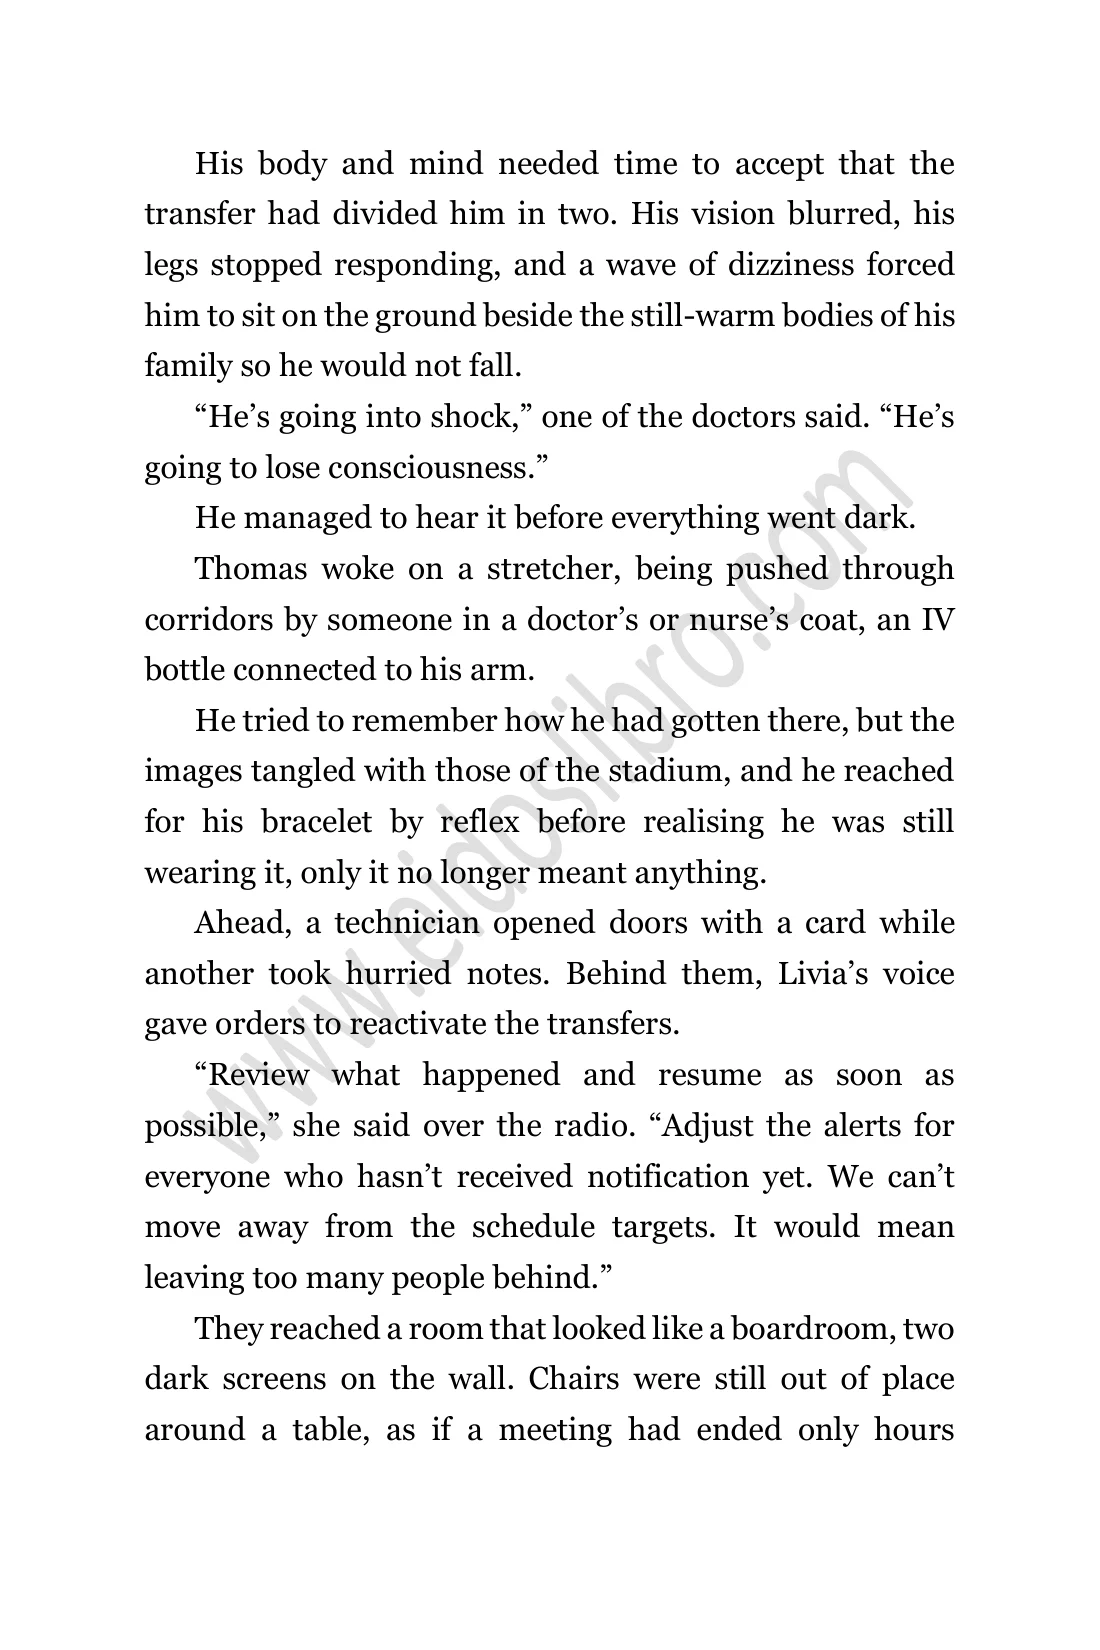 His body and mind needed time to accept that the
transfer had divided him in two. His vision blurred, his
legs stopped responding, and a wave of dizziness forced
him to sit on the ground beside the still-warm bodies of his
family so he would not fall.
“He’s going into shock,” one of the doctors said. “He’s
going to lose consciousness.”
He managed to hear it before everything went dark.
Thomas woke on a stretcher, being pushed through
corridors by someone in a doctor’s or nurse’s coat, an IV
bottle connected to his arm.
He tried to remember how he had gotten there, but the
images tangled with those of the stadium, and he reached
for his bracelet by reflex before realising he was still
wearing it, only it no longer meant anything.
Ahead, a technician opened doors with a card while
another took hurried notes. Behind them, Livia’s voice
gave orders to reactivate the transfers.
“Review what happened and resume as soon as
possible,” she said over the radio. “Adjust the alerts for
everyone who hasn’t received notification yet. We can’t
move away from the schedule targets. It would mean
leaving too many people behind.”
They reached a room that looked like a boardroom, two
dark screens on the wall. Chairs were still out of place
around a table, as if a meeting had ended only hours
www.eidoslibro.com